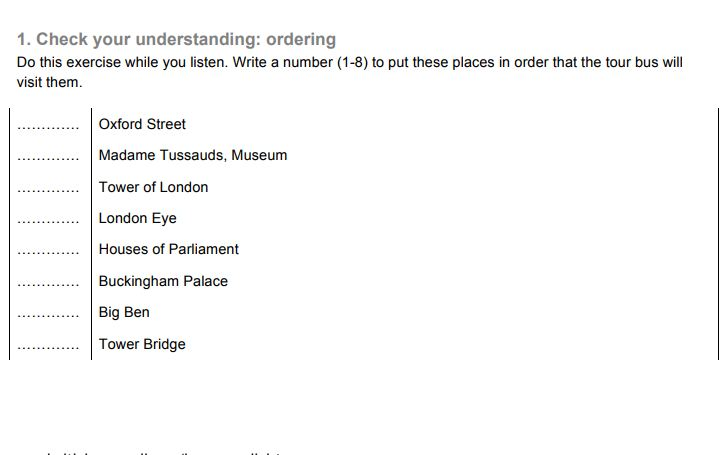 1. Check your understanding: ordering
Do this exercise while you listen. Write a number (1-8) to put these places in order that the tour bus will
visit them.
............. Oxford Street
............. Madame Tussauds, Museum
............. Tower of London
............. London Eye
............. Houses of Parliament
............. Buckingham Palace
............. Big Ben
............. Tower Bridge